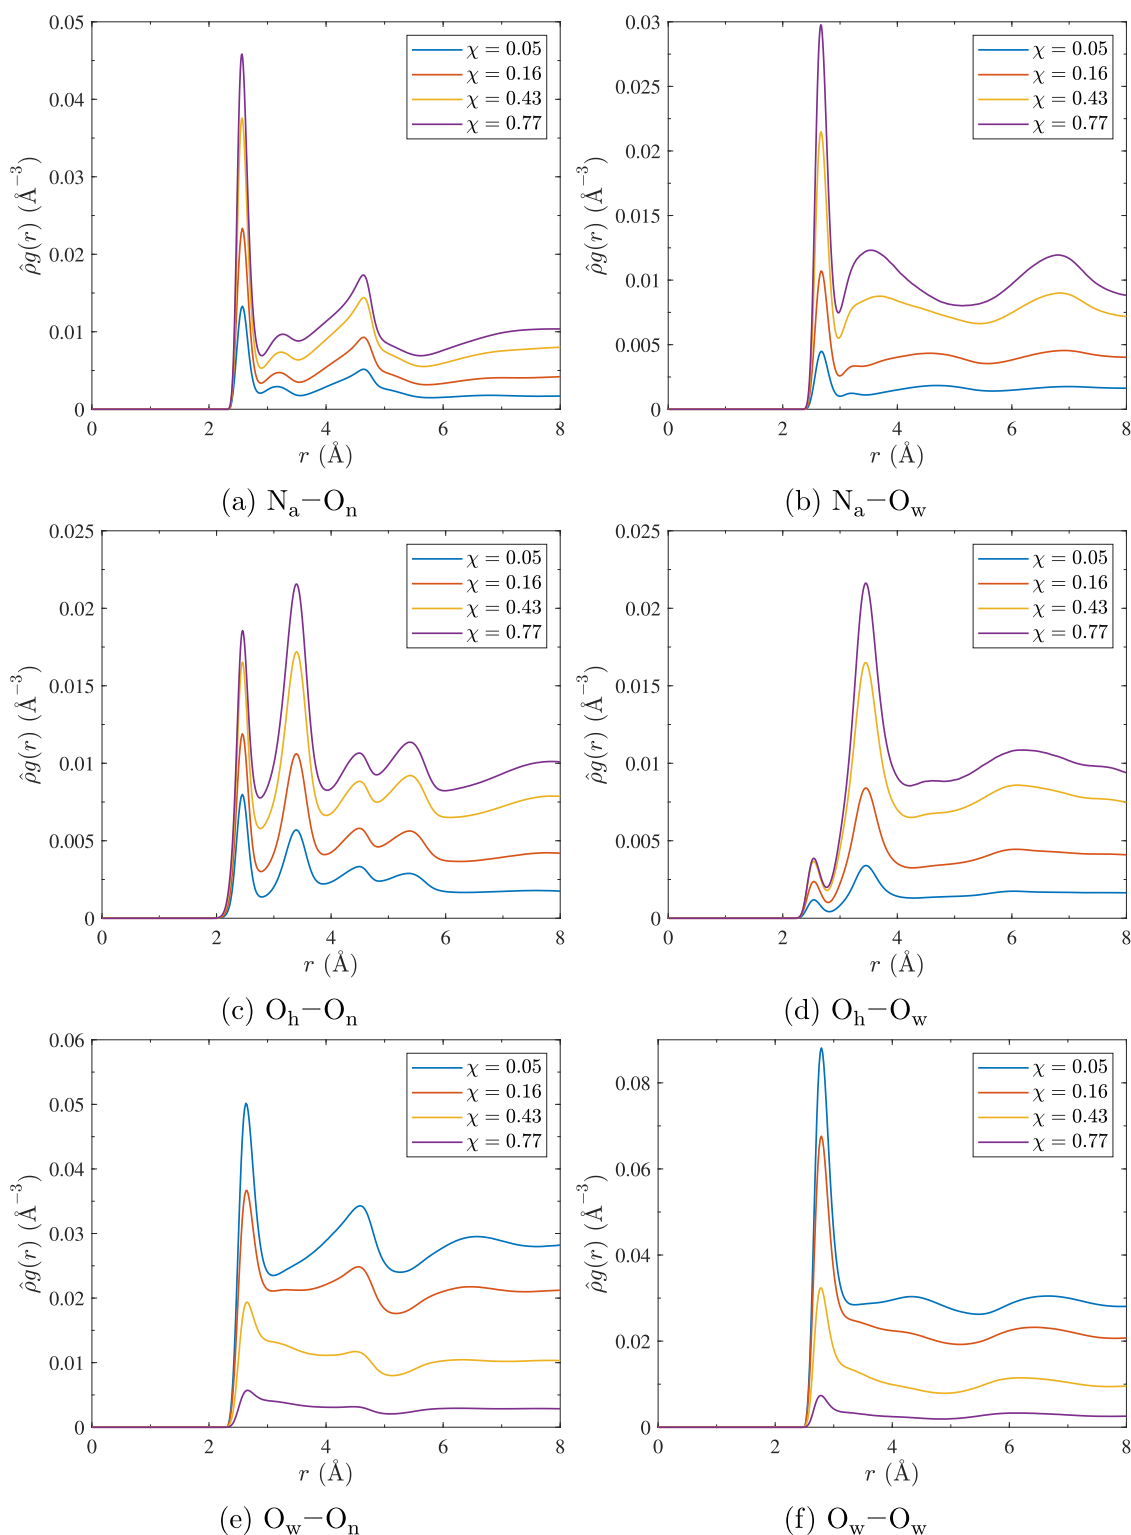 0.05
0.04
0.03
0.02
0.01
0
0 2 4 6 8
ρ̂g(r) (Å⁻³)
r (Å)
χ = 0.05
χ = 0.16
χ = 0.43
χ = 0.77
(a) Nₐ−Oₙ
0.03
0.025
0.02
0.015
0.01
0.005
0
0 2 4 6 8
ρ̂g(r) (Å⁻³)
r (Å)
χ = 0.05
χ = 0.16
χ = 0.43
χ = 0.77
(b) Nₐ−O_w
0.025
0.02
0.015
0.01
0.005
0
0 2 4 6 8
ρ̂g(r) (Å⁻³)
r (Å)
χ = 0.05
χ = 0.16
χ = 0.43
χ = 0.77
(c) Oₕ−Oₙ
0.025
0.02
0.015
0.01
0.005
0
0 2 4 6 8
ρ̂g(r) (Å⁻³)
r (Å)
χ = 0.05
χ = 0.16
χ = 0.43
χ = 0.77
(d) Oₕ−O_w
0.06
0.05
0.04
0.03
0.02
0.01
0
0 2 4 6 8
ρ̂g(r) (Å⁻³)
r (Å)
χ = 0.05
χ = 0.16
χ = 0.43
χ = 0.77
(e) O_w−Oₙ
0.08
0.06
0.04
0.02
0
0 2 4 6 8
ρ̂g(r) (Å⁻³)
r (Å)
χ = 0.05
χ = 0.16
χ = 0.43
χ = 0.77
(f) O_w−O_w